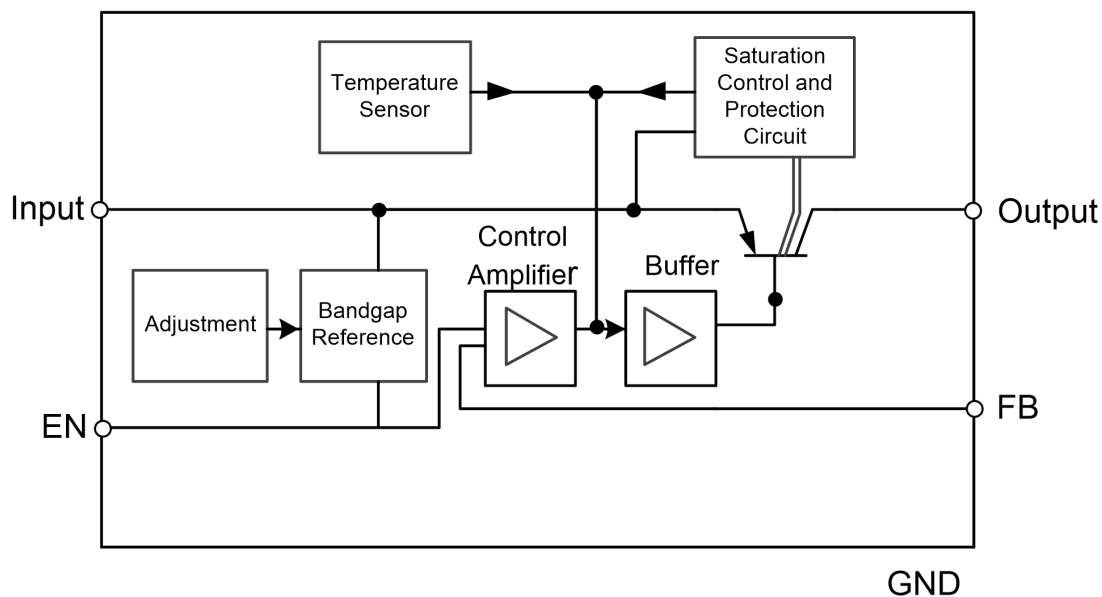 Temperature
Sensor
Saturation
Control and
Protection
Circuit
Input
Output
Control
Amplifier
Buffer
Adjustment
Bandgap
Reference
EN
FB
GND